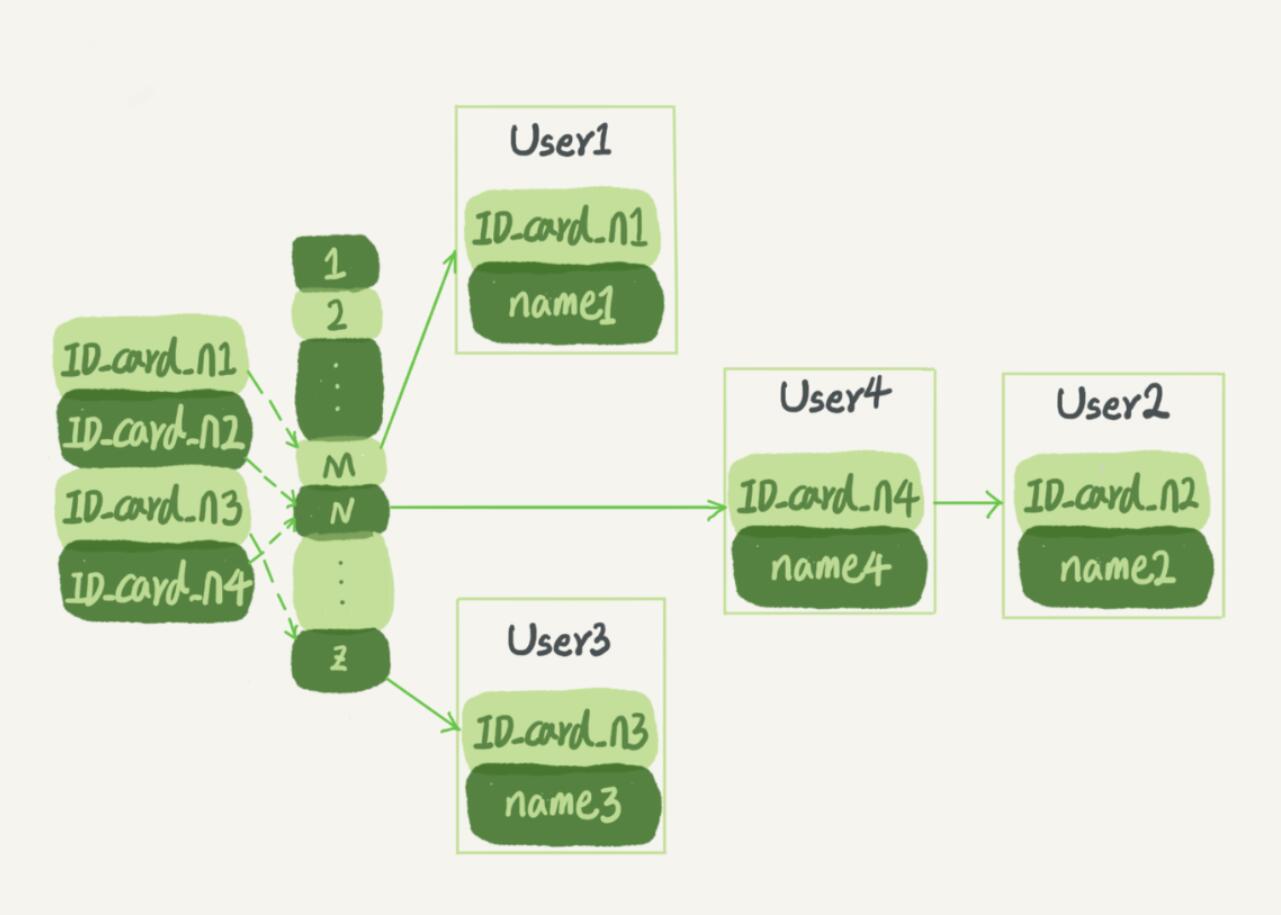 User1
ID_card_n1
name1
1
2
ID_card_n1
ID_card_n2
ID_card_n3
ID_card_n4
M
N
Z
User4
ID_card_n4
name4
User2
ID_card_n2
name2
User3
ID_card_n3
name3